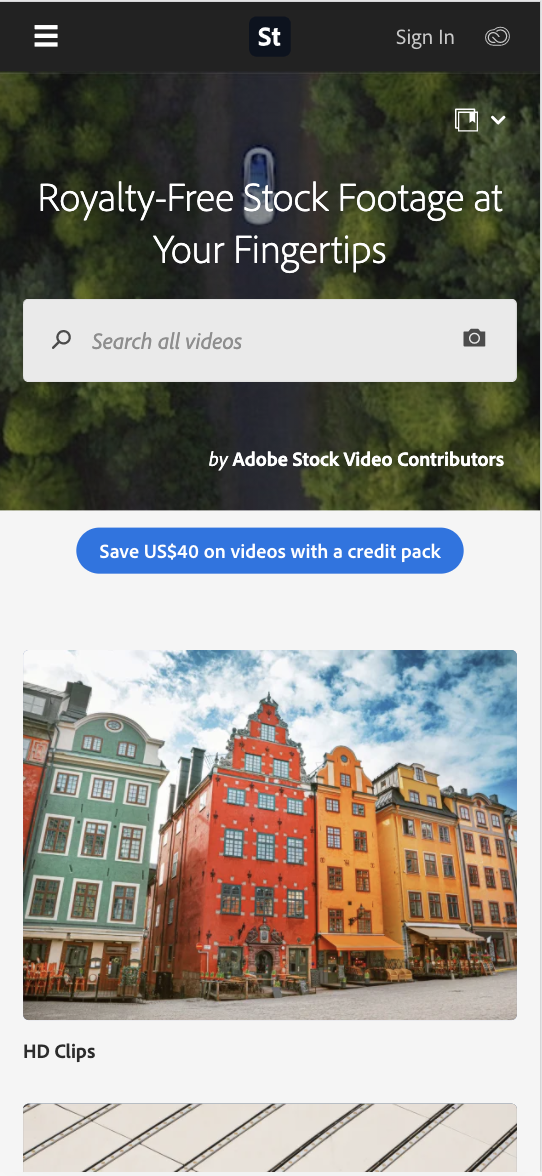 St
Sign In
Royalty-Free Stock Footage at
Your Fingertips
Search all videos
by Adobe Stock Video Contributors
Save US$40 on videos with a credit pack
HD Clips